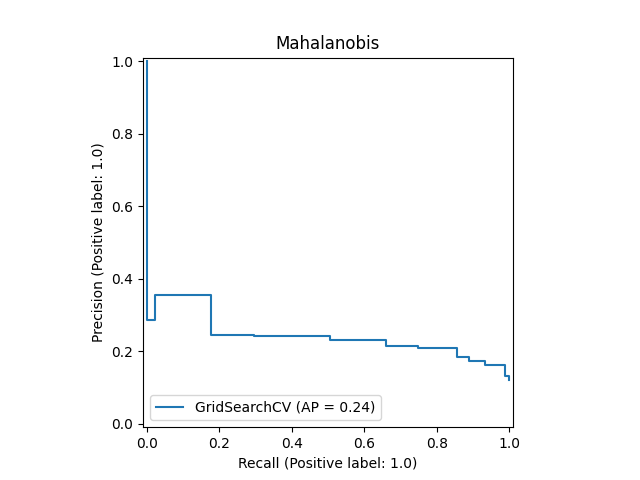 Mahalanobis
1.0
0.8
0.6
0.4
0.2
0.0
Precision (Positive label: 1.0)
GridSearchCV (AP = 0.24)
0.0 0.2 0.4 0.6 0.8 1.0
Recall (Positive label: 1.0)